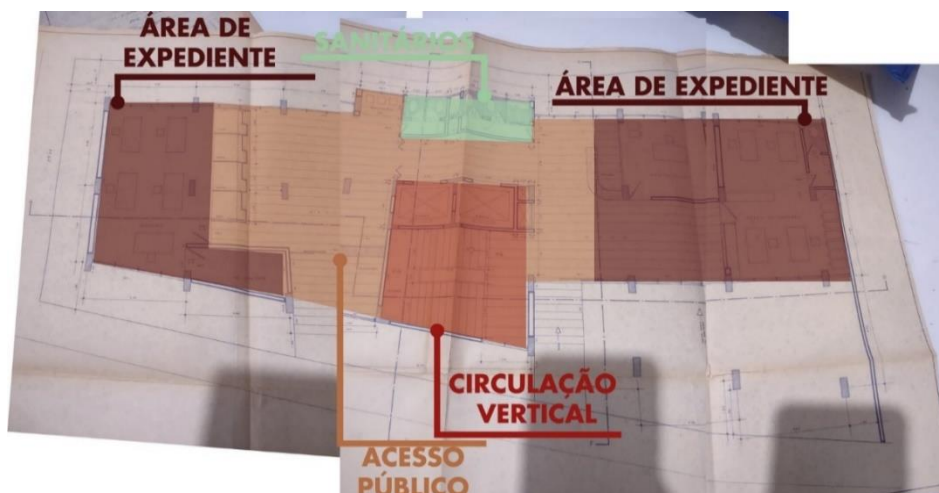 ÁREA DE
EXPEDIENTE
SANITÁRIOS
ÁREA DE EXPEDIENTE
CIRCULAÇÃO
VERTICAL
ACESSO
PÚBLICO